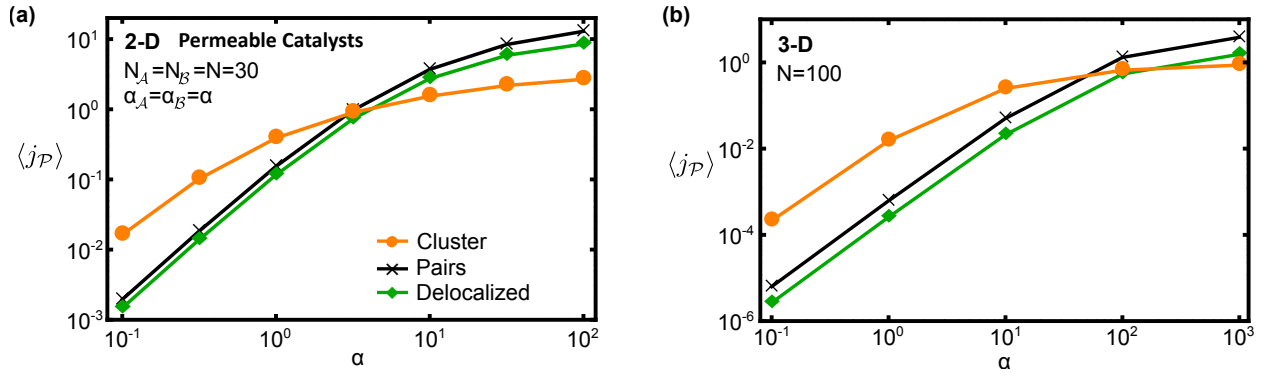 (a)
2-D Permeable Catalysts
N𝒜=Nℬ=N=30
α𝒜=αℬ=α
⟨j𝒫⟩
10¹
10⁰
10⁻¹
10⁻²
10⁻³
Cluster
Pairs
Delocalized
10⁻¹ 10⁰ 10¹ 10²
α
(b)
3-D
N=100
⟨j𝒫⟩
10⁰
10⁻²
10⁻⁴
10⁻⁶
10⁻¹ 10⁰ 10¹ 10² 10³
α